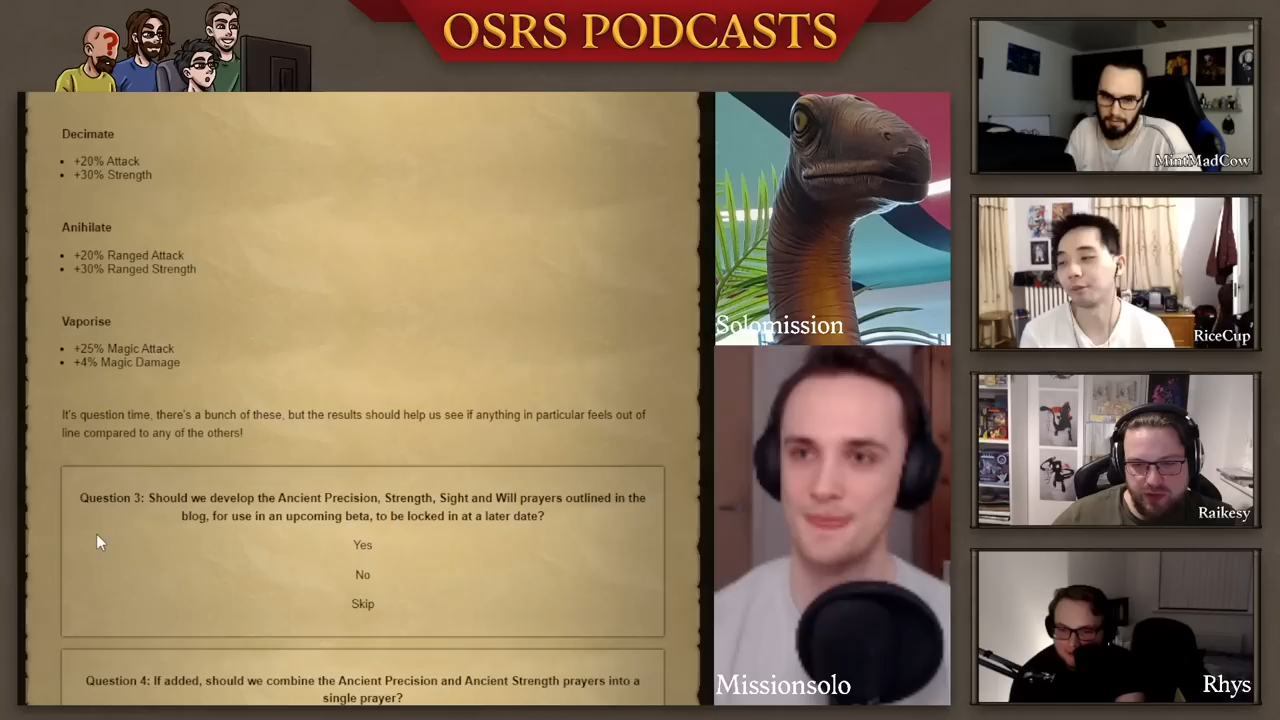 OSRS PODCASTS
Decimate
+20% Attack
+30% Strength
Anihilate
+20% Ranged Attack
+30% Ranged Strength
Vaporise
+25% Magic Attack
+4% Magic Damage
It's question time, there's a bunch of these, but the results should help us see if anything in particular feels out of
line compared to any of the others!
Question 3: Should we develop the Ancient Precision, Strength, Sight and Will prayers outlined in the
blog, for use in an upcoming beta, to be locked in at a later date?
Yes
No
Skip
Question 4: If added, should we combine the Ancient Precision and Ancient Strength prayers into a
single prayer?
Solomission
Missionsolo
MintMadCow
RiceCup
Raikesy
Rhys